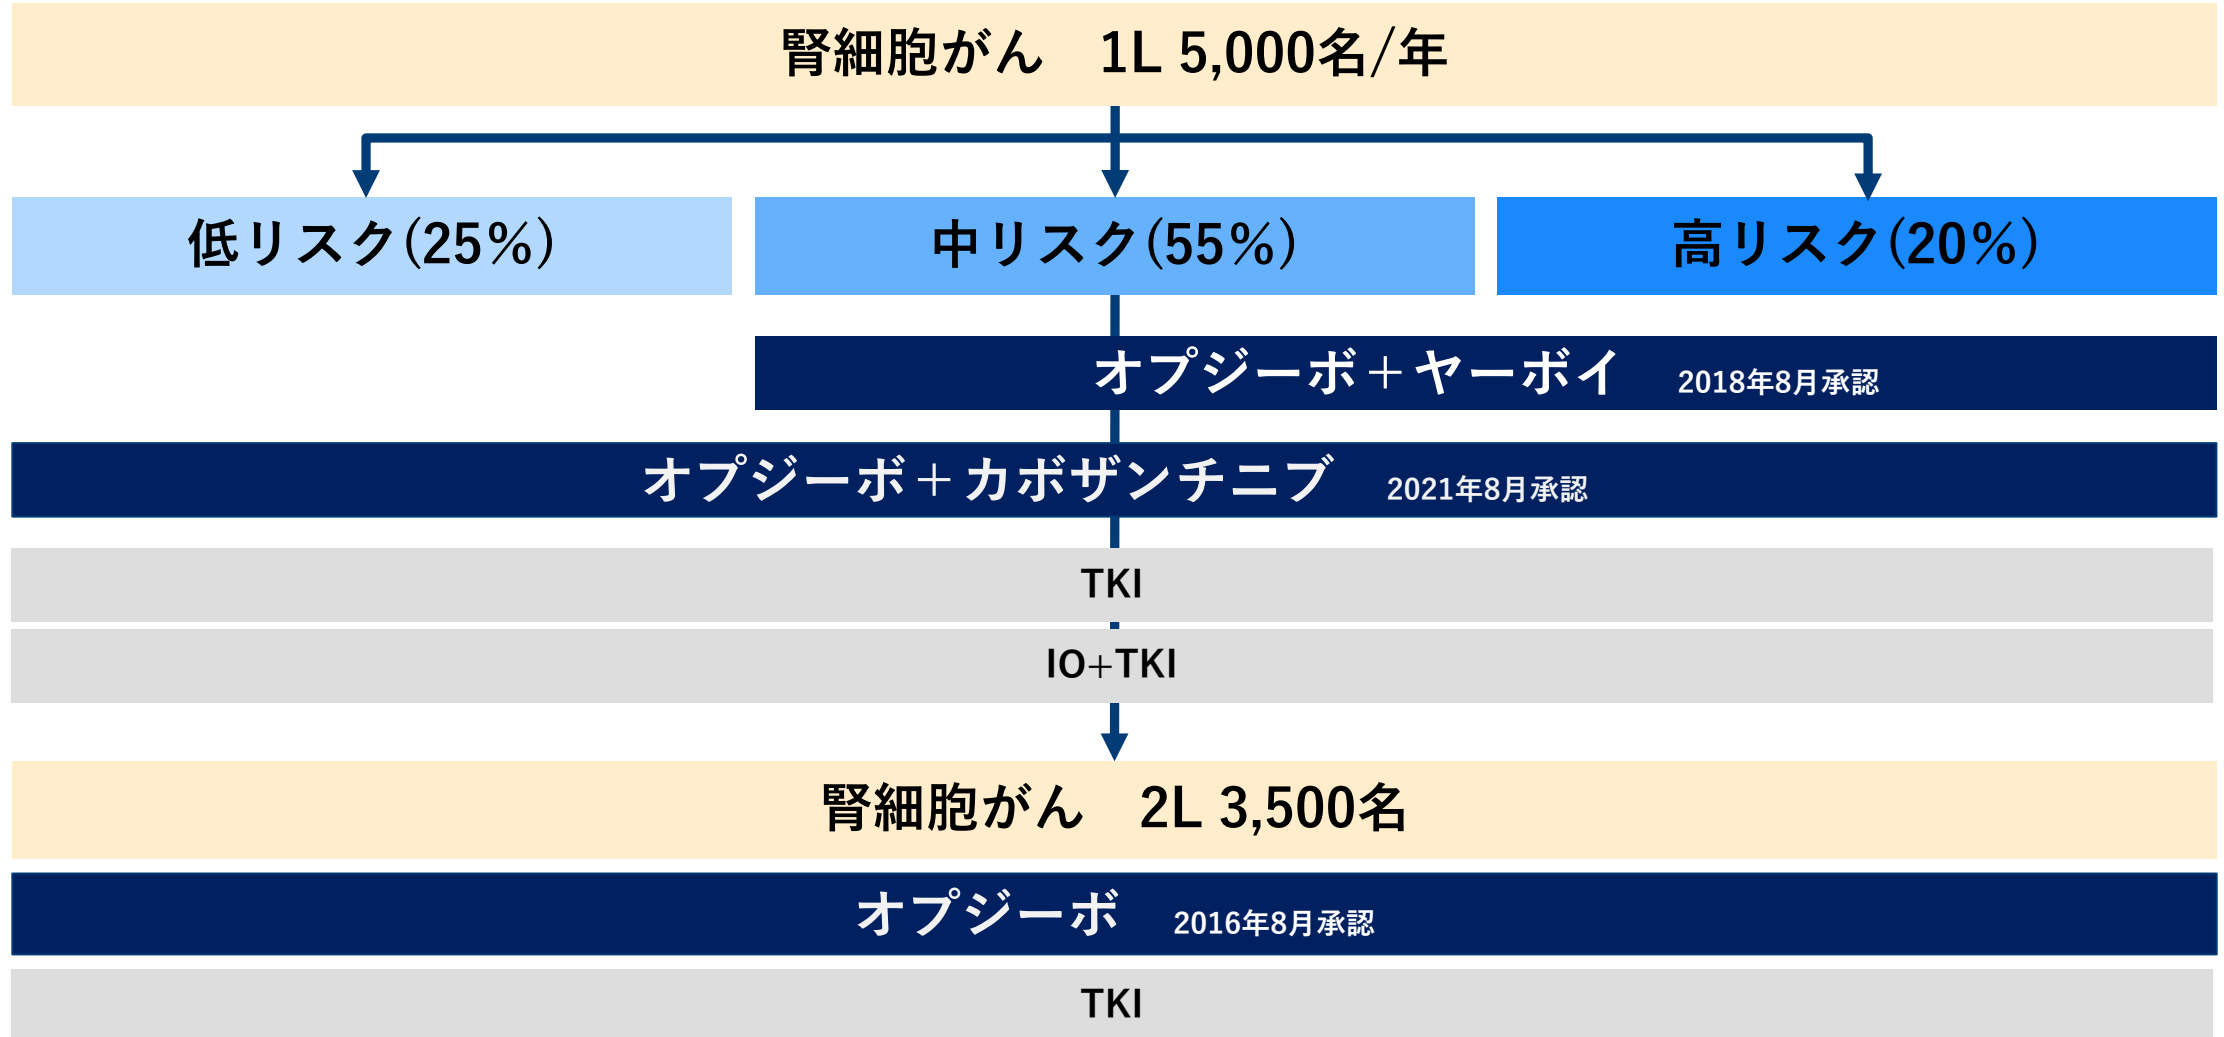 腎細胞がん　1L 5,000名/年
低リスク(25%)
中リスク(55%)
高リスク(20%)
オプジーボ＋ヤーボイ 2018年8月承認
オプジーボ＋カボザンチニブ 2021年8月承認
TKI
IO+TKI
腎細胞がん　2L 3,500名
オプジーボ 2016年8月承認
TKI